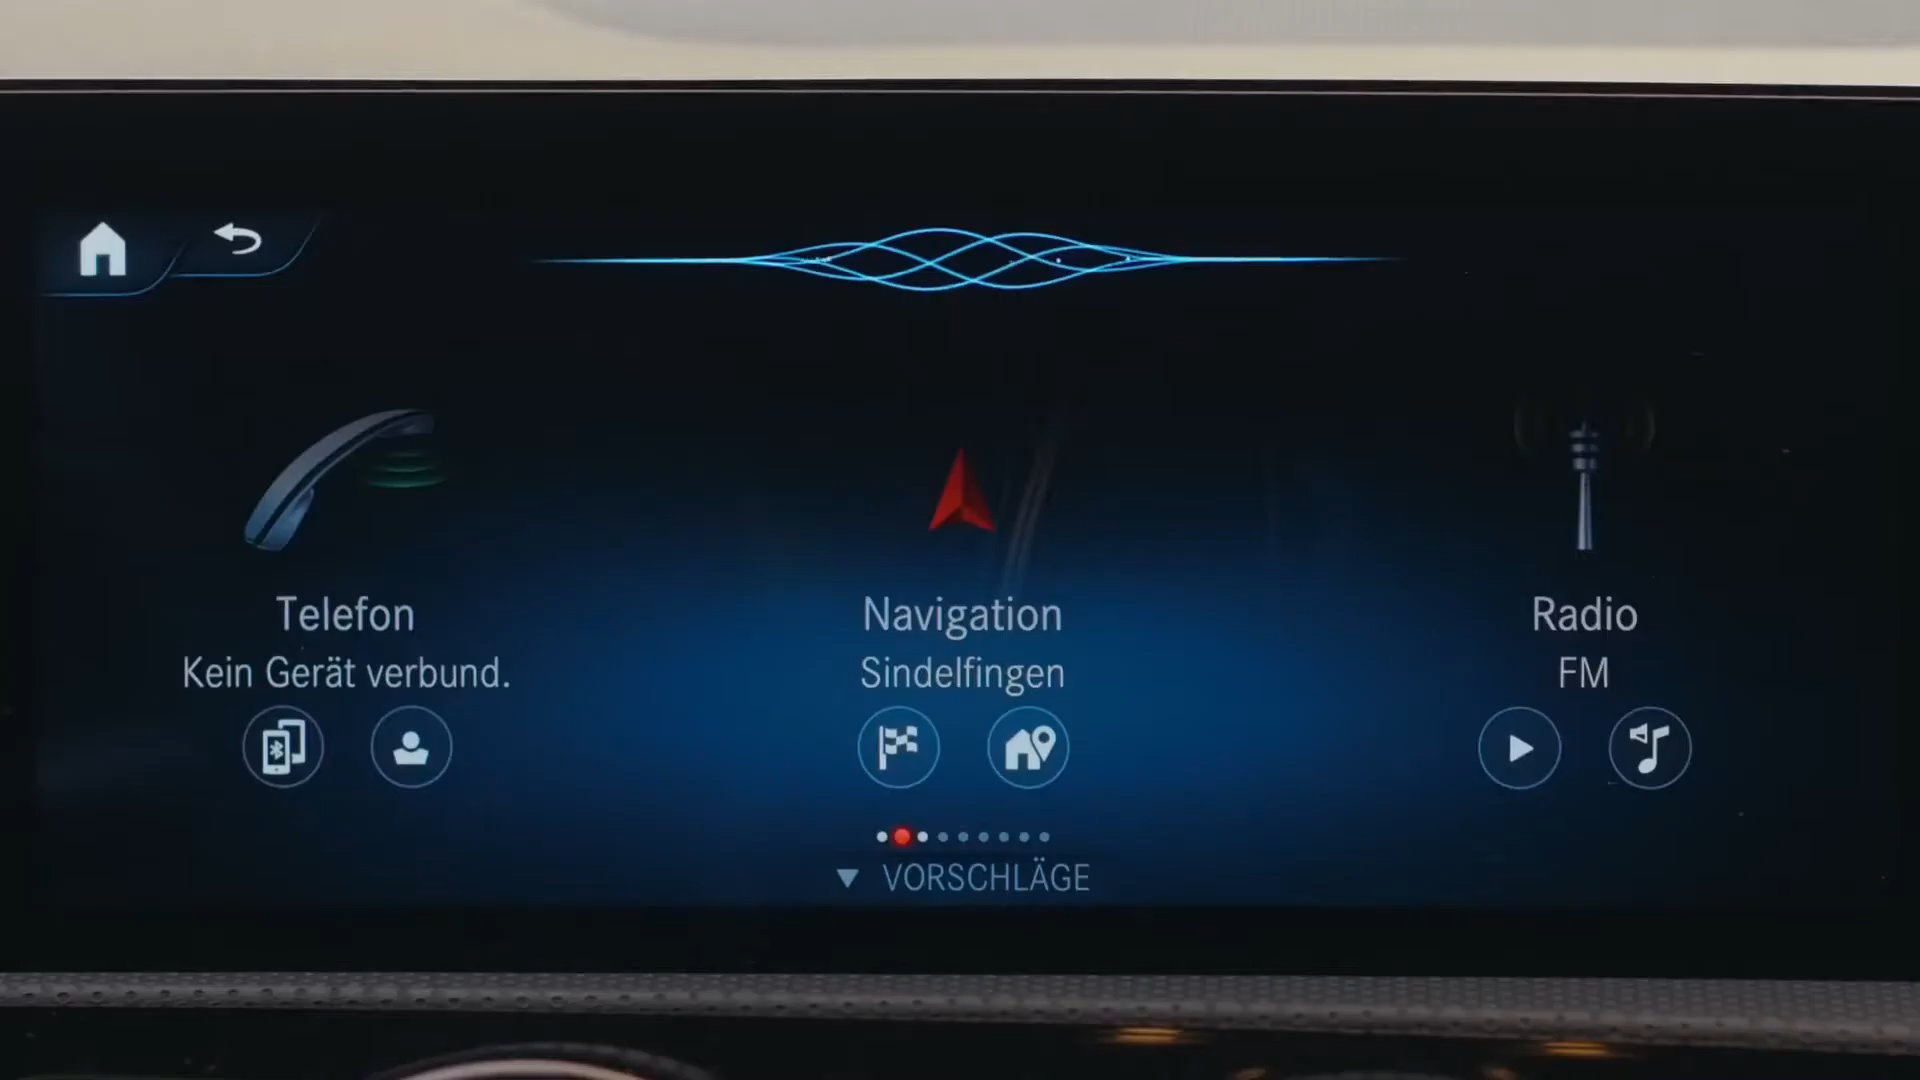 Telefon
Kein Gerät verbund.
Navigation
Sindelfingen
Radio
FM
VORSCHLÄGE